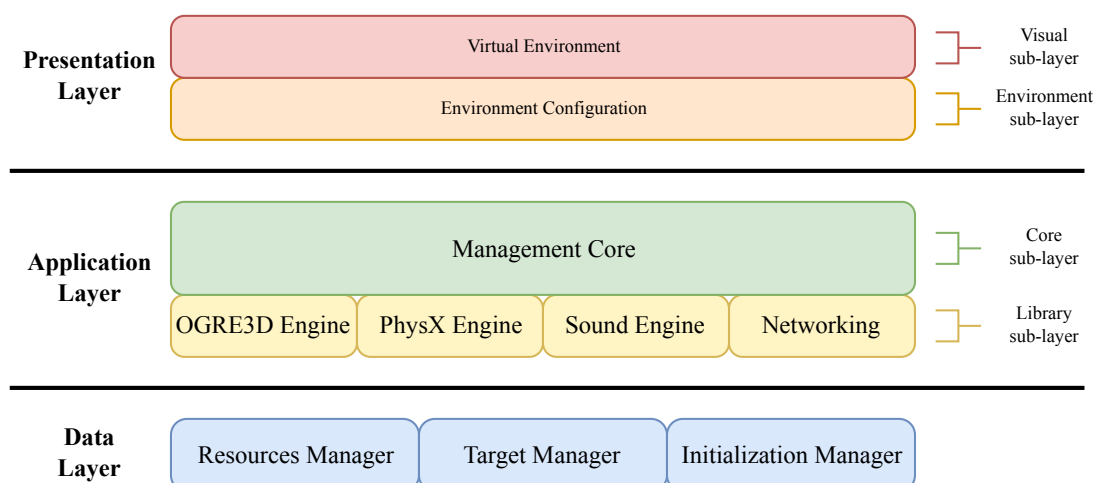 Presentation
Layer
Virtual Environment
Visual
sub-layer
Environment Configuration
Environment
sub-layer
Application
Layer
Management Core
Core
sub-layer
OGRE3D Engine
PhysX Engine
Sound Engine
Networking
Library
sub-layer
Data
Layer
Resources Manager
Target Manager
Initialization Manager